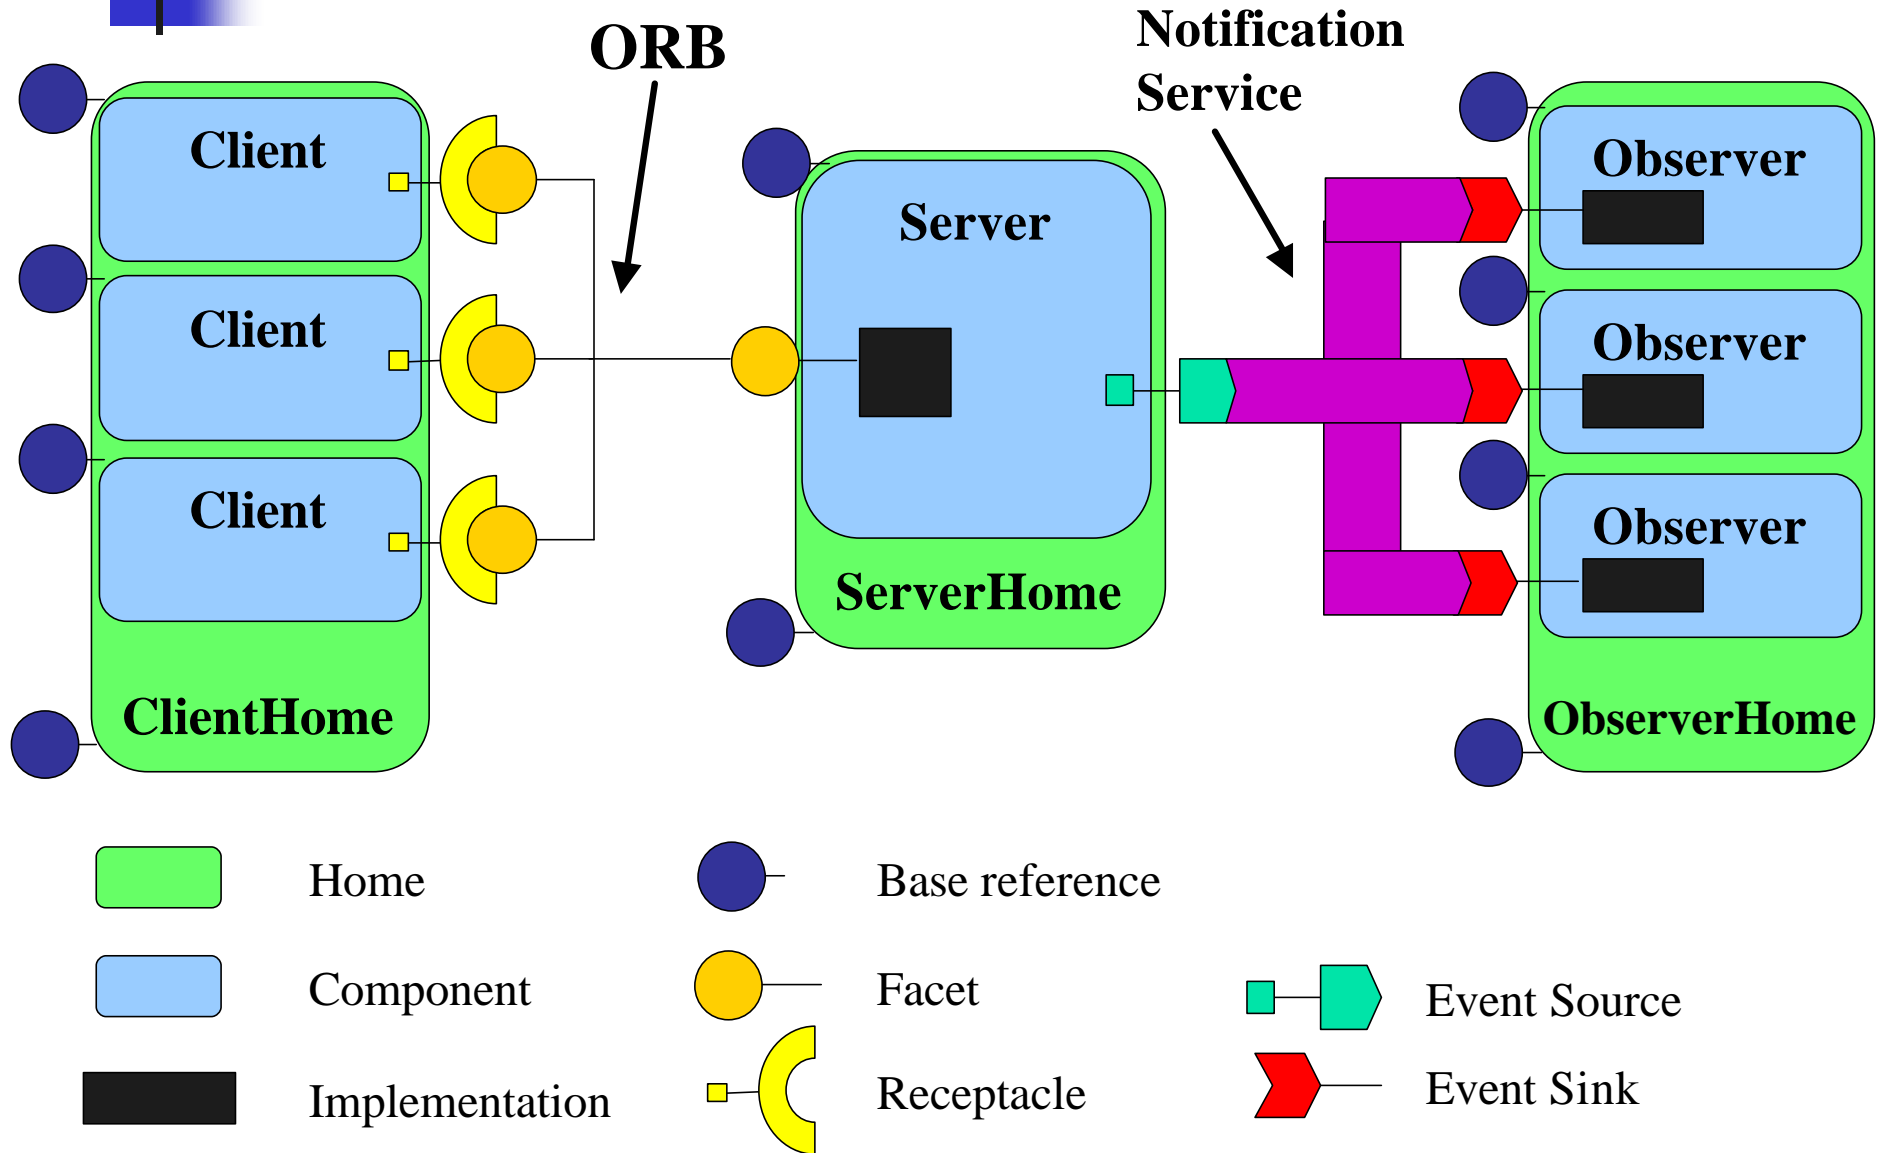 ORB
Notification
Service
Client
Client
Client
ClientHome
Server
ServerHome
Observer
Observer
Observer
ObserverHome
Home
Base reference
Component
Facet
Event Source
Implementation
Receptacle
Event Sink